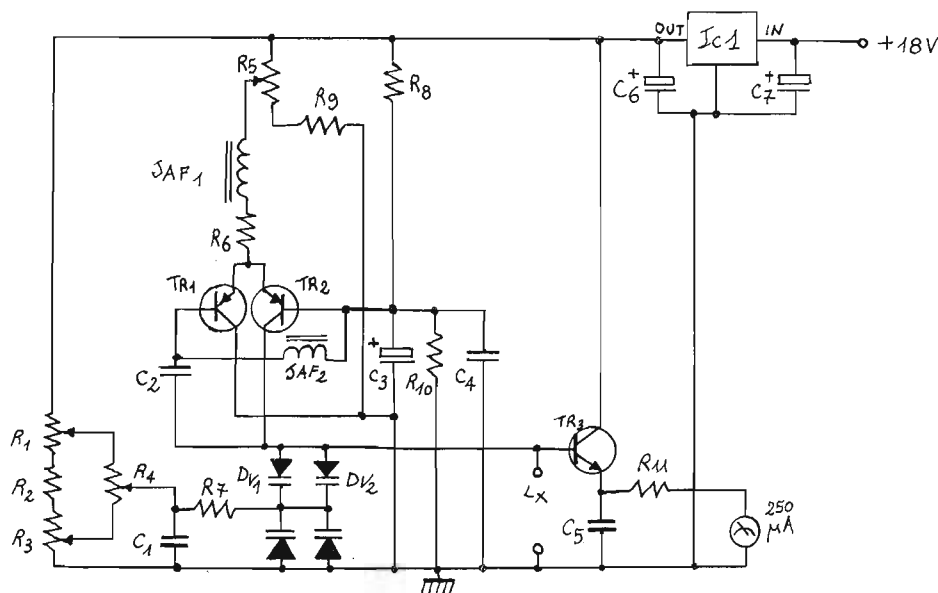 OUT
Ic1
IN
+18V
R5
R8
+
C6
+
C7
R9
JAF1
R6
TR1
TR2
JAF2
+
C3
R10
C4
C2
TR3
R1
R4
DV1
DV2
R11
R2
R7
Lx
250
μA
R3
C1
C5